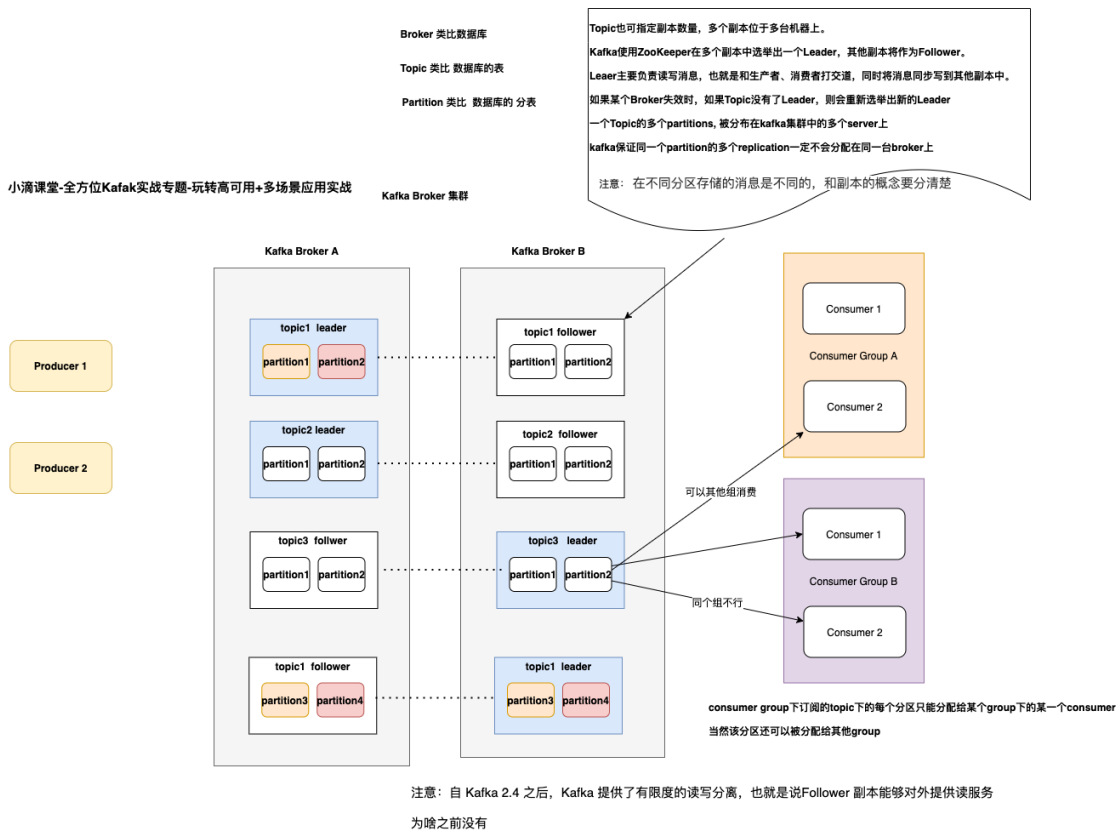 Broker 类比数据库
Topic 类比 数据库的表
Partition 类比  数据库的 分表
Topic也可指定副本数量，多个副本位于多台机器上。
Kafka使用ZooKeeper在多个副本中选举出一个Leader，其他副本将作为Follower。
Leaer主要负责读写消息，也就是和生产者、消费者打交道，同时将消息同步写到其他副本中。
如果某个Broker失效时，如果Topic没有了Leader，则会重新选举出新的Leader
一个Topic的多个partitions, 被分布在kafka集群中的多个server上
kafka保证同一个partition的多个replication一定不会分配在同一台broker上
注意： 在不同分区存储的消息是不同的，和副本的概念要分清楚
小滴课堂-全方位Kafak实战专题-玩转高可用+多场景应用实战
Kafka Broker 集群
Kafka Broker A
Kafka Broker B
Producer 1
Producer 2
topic1 leader
partition1 partition2
topic2 leader
partition1 partition2
topic3 follwer
partition1 partition2
topic1 follower
partition3 partition4
topic1 follower
partition1 partition2
topic2 follower
partition1 partition2
topic3 leader
partition1 partition2
topic1 leader
partition3 partition4
Consumer 1
Consumer Group A
Consumer 2
可以其他组消费
Consumer 1
Consumer Group B
同个组不行
Consumer 2
consumer group下订阅的topic下的每个分区只能分配给某个group下的某一个consumer
当然该分区还可以被分配给其他group
注意：自 Kafka 2.4 之后，Kafka 提供了有限度的读写分离，也就是说Follower 副本能够对外提供读服务
为啥之前没有